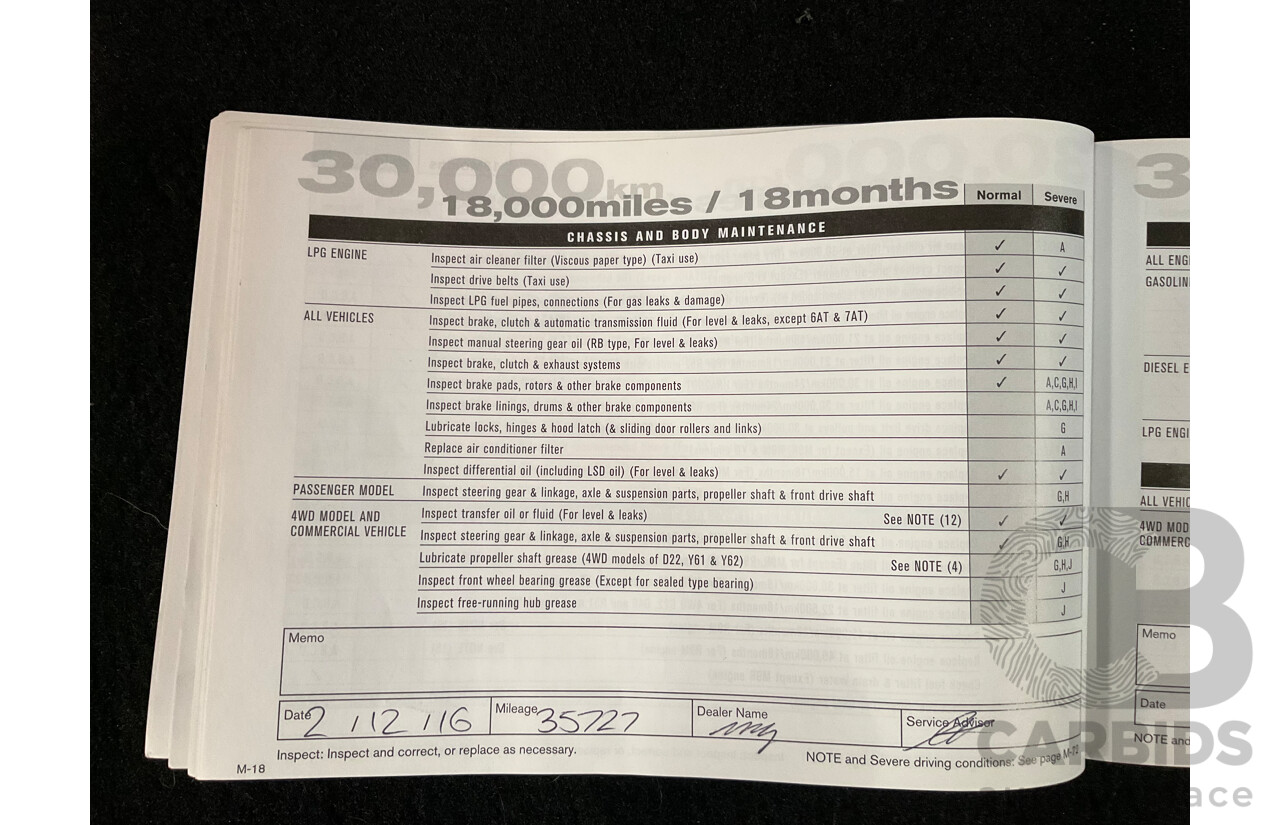 30,000km
18,000miles / 18months
Normal Severe
CHASSIS AND BODY MAINTENANCE
LPG ENGINE Inspect air cleaner filter (Viscous paper type) (Taxi use) ✓ A
Inspect drive belts (Taxi use) ✓ ✓
Inspect LPG fuel pipes, connections (For gas leaks & damage) ✓ ✓
ALL VEHICLES Inspect brake, clutch & automatic transmission fluid (For level & leaks, except 6AT & 7AT) ✓ ✓
Inspect manual steering gear oil (RB type, For level & leaks) ✓ ✓
Inspect brake, clutch & exhaust systems ✓ ✓
Inspect brake pads, rotors & other brake components ✓ A,C,G,H,I
Inspect brake linings, drums & other brake components A,C,G,H,I
Lubricate locks, hinges & hood latch (& sliding door rollers and links) G
Replace air conditioner filter A
Inspect differential oil (including LSD oil) (For level & leaks) ✓ ✓
PASSENGER MODEL Inspect steering gear & linkage, axle & suspension parts, propeller shaft & front drive shaft G,H
4WD MODEL AND COMMERCIAL VEHICLE Inspect transfer oil or fluid (For level & leaks) See NOTE (12) ✓ ✓
Inspect steering gear & linkage, axle & suspension parts, propeller shaft & front drive shaft ✓ G,H
Lubricate propeller shaft grease (4WD models of D22, Y61 & Y62) See NOTE (4) G,H,J
Inspect front wheel bearing grease (Except for sealed type bearing) J
Inspect free-running hub grease J
Memo
Date 2 / 12 / 16 Mileage 35727 Dealer Name Service Advisor
Inspect: Inspect and correct, or replace as necessary. NOTE and Severe driving conditions: See page M-72
M-18
3
ALL ENG
GASOLIN
DIESEL E
LPG ENGI
ALL VEHIC
4WD MOD
COMMERC
Memo
Date
NOTE and
CB
CARBIDS
ace